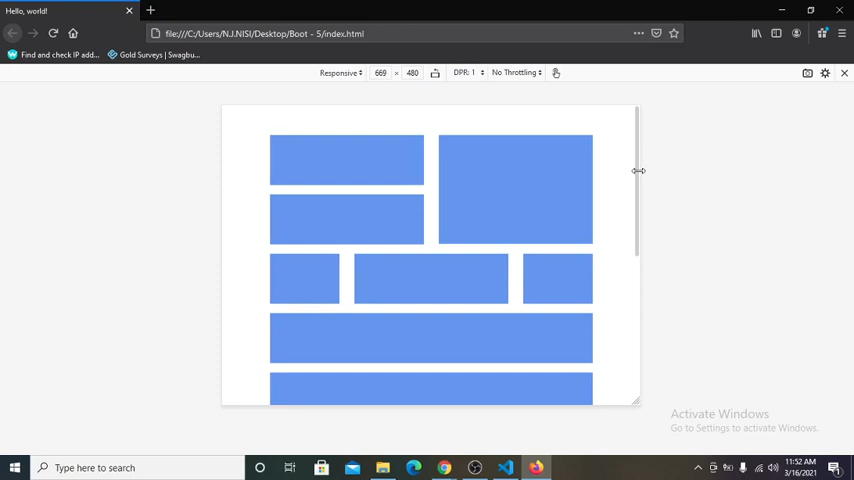 Hello, world!
file:///C:/Users/N.J.NISI/Desktop/Boot - 5/index.html
Find and check IP add... Gold Surveys | Swagbu...
Responsive 669 × 480 DPR: 1 No Throttling
Activate Windows
Go to Settings to activate Windows.
Type here to search
11:52 AM
3/16/2021
1